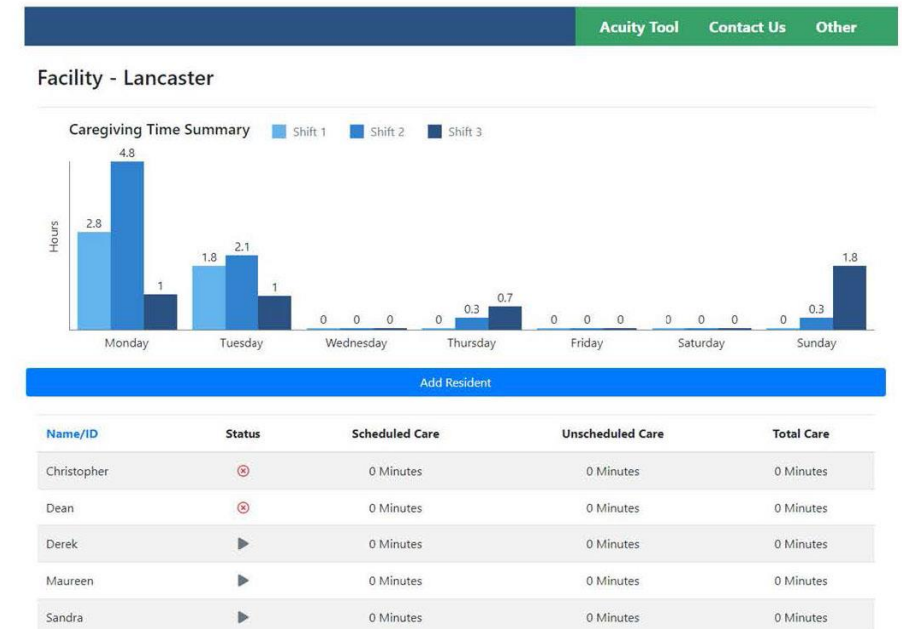 Acuity Tool Contact Us Other
Facility - Lancaster
Caregiving Time Summary Shift 1 Shift 2 Shift 3
Hours
2.8 4.8 1
1.8 2.1 1
0 0 0
0 0.3 0.7
0 0 0
0 0 0
0 0.3 1.8
Monday Tuesday Wednesday Thursday Friday Saturday Sunday
Add Resident
Name/ID Status Scheduled Care Unscheduled Care Total Care
Christopher 0 Minutes 0 Minutes 0 Minutes
Dean 0 Minutes 0 Minutes 0 Minutes
Derek 0 Minutes 0 Minutes 0 Minutes
Maureen 0 Minutes 0 Minutes 0 Minutes
Sandra 0 Minutes 0 Minutes 0 Minutes